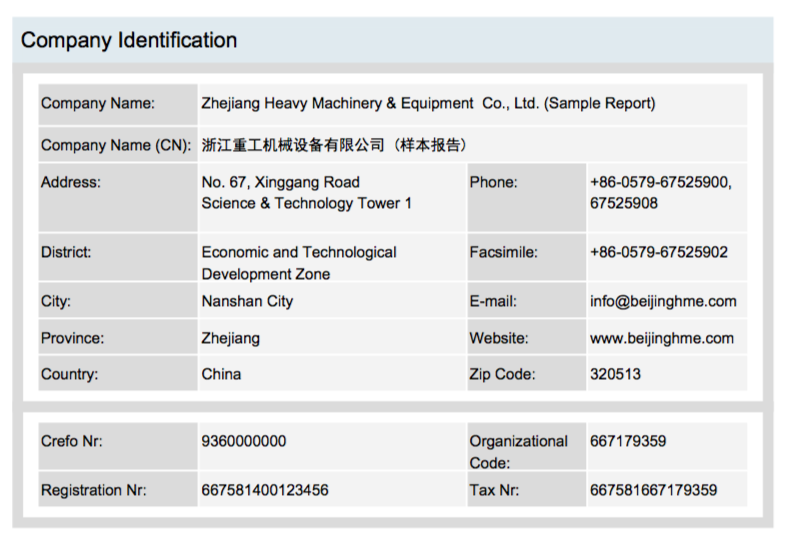 Company Identification
Company Name: Zhejiang Heavy Machinery & Equipment Co., Ltd. (Sample Report)
Company Name (CN): 浙江重工机械设备有限公司（样本报告）
Address: No. 67, Xinggang Road Phone: +86-0579-67525900,
Science & Technology Tower 1 67525908
District: Economic and Technological Facsimile: +86-0579-67525902
Development Zone
City: Nanshan City E-mail: info@beijinghme.com
Province: Zhejiang Website: www.beijinghme.com
Country: China Zip Code: 320513
Crefo Nr: 9360000000 Organizational 667179359
Code:
Registration Nr: 667581400123456 Tax Nr: 667581667179359